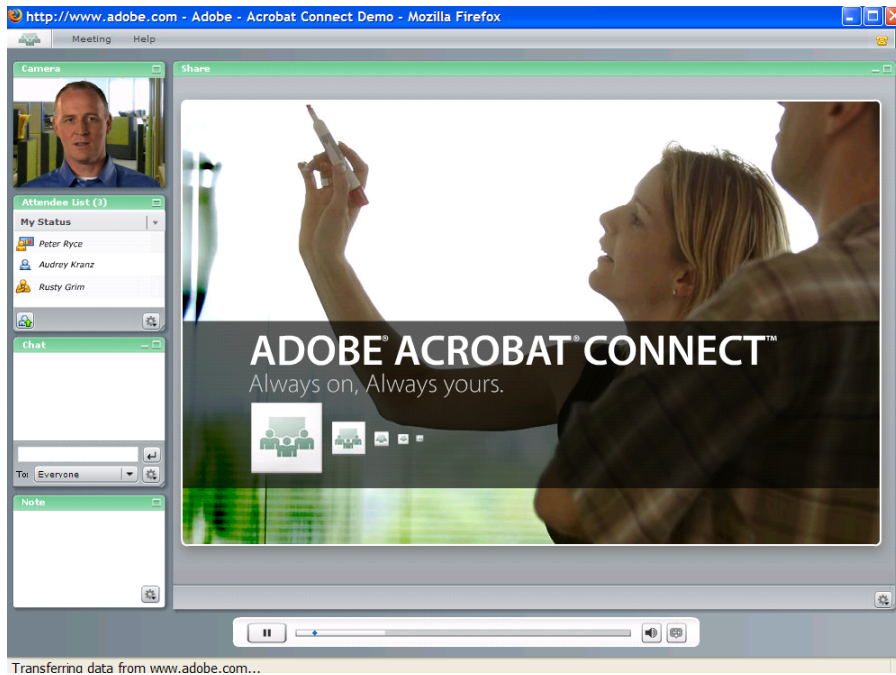 http://www.adobe.com - Adobe - Acrobat Connect Demo - Mozilla Firefox
Meeting Help
Camera
Attendee List (3)
My Status
Peter Ryce
Audrey Kranz
Rusty Grim
Chat
To: Everyone
Note
Share
ADOBE® ACROBAT® CONNECT™
Always on, Always yours.
Transferring data from www.adobe.com...